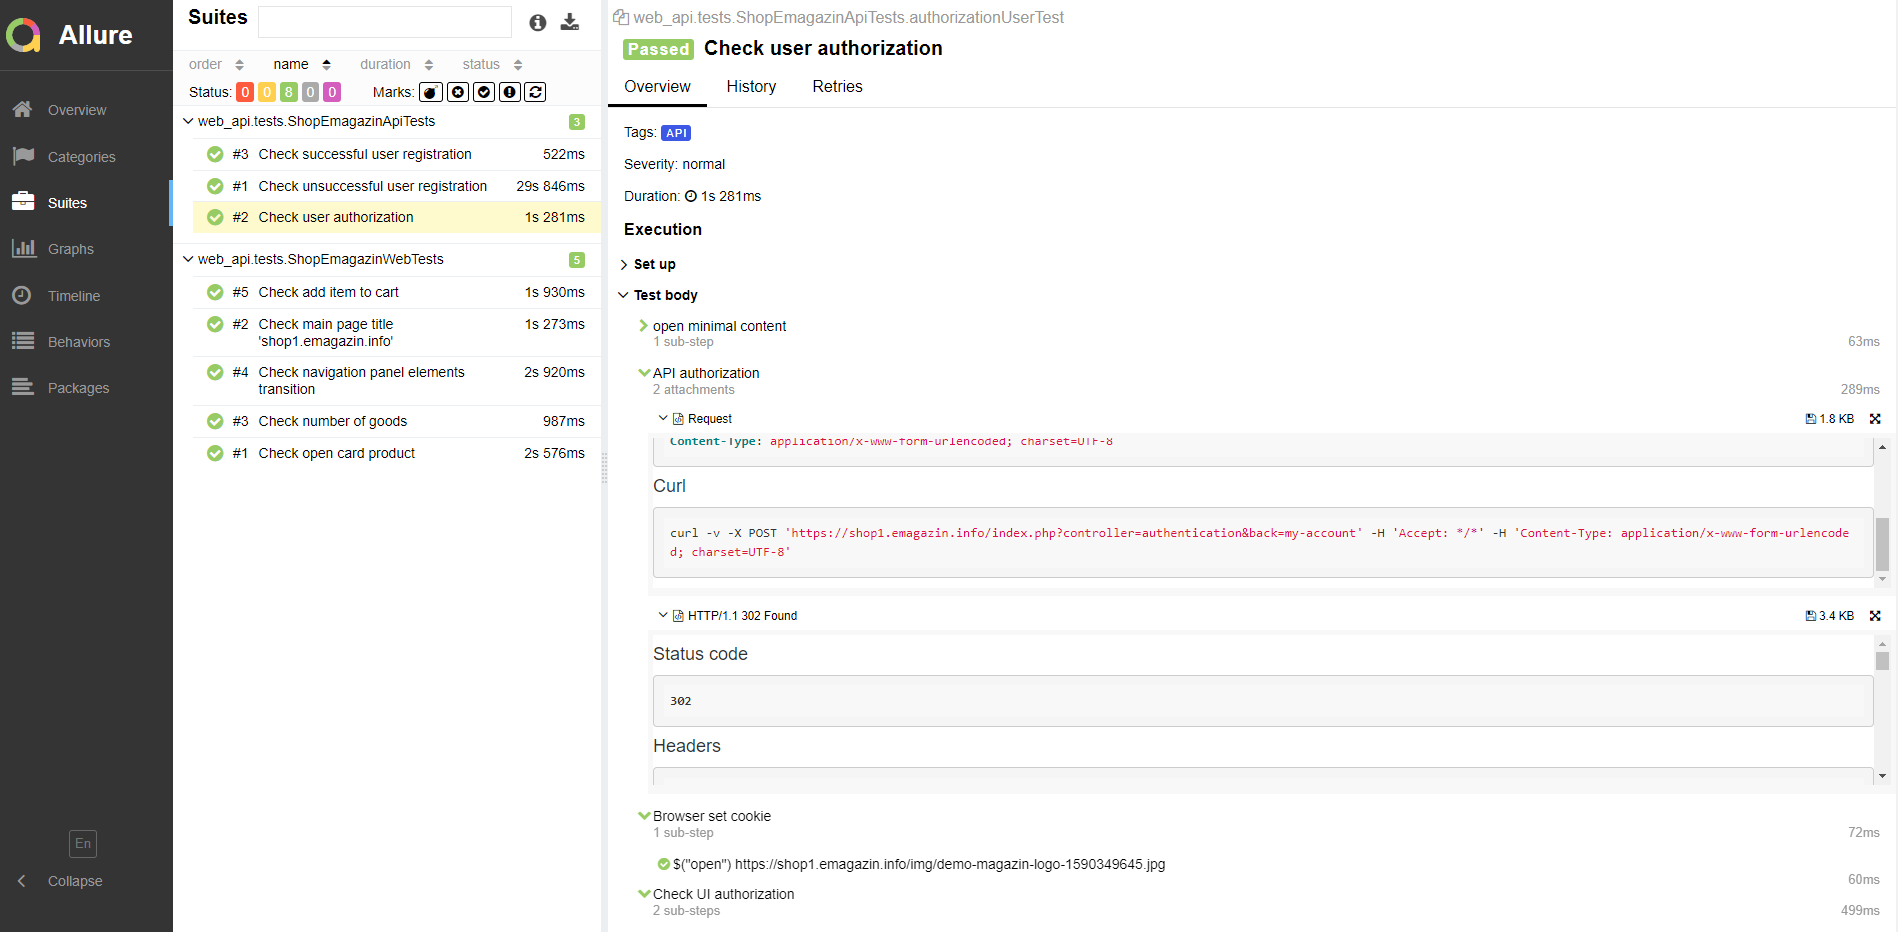 Allure
Overview
Categories
Suites
Graphs
Timeline
Behaviors
Packages
En
Collapse
Suites
order name duration status
Status: 0 0 8 0 0 Marks:
web_api.tests.ShopEmagazinApiTests 3
#3 Check successful user registration 522ms
#1 Check unsuccessful user registration 29s 846ms
#2 Check user authorization 1s 281ms
web_api.tests.ShopEmagazinWebTests 5
#5 Check add item to cart 1s 930ms
#2 Check main page title 1s 273ms
'shop1.emagazin.info'
#4 Check navigation panel elements 2s 920ms
transition
#3 Check number of goods 987ms
#1 Check open card product 2s 576ms
web_api.tests.ShopEmagazinApiTests.authorizationUserTest
Passed Check user authorization
Overview History Retries
Tags: API
Severity: normal
Duration: 1s 281ms
Execution
Set up
Test body
open minimal content
1 sub-step 63ms
API authorization
2 attachments 289ms
Request 1.8 KB
Content-Type: application/x-www-form-urlencoded; charset=UTF-8
Curl
curl -v -X POST 'https://shop1.emagazin.info/index.php?controller=authentication&back=my-account' -H 'Accept: */*' -H 'Content-Type: application/x-www-form-urlencode
d; charset=UTF-8'
HTTP/1.1 302 Found 3.4 KB
Status code
302
Headers
Browser set cookie
1 sub-step 72ms
$("open") https://shop1.emagazin.info/img/demo-magazin-logo-1590349645.jpg
60ms
Check UI authorization
2 sub-steps 499ms